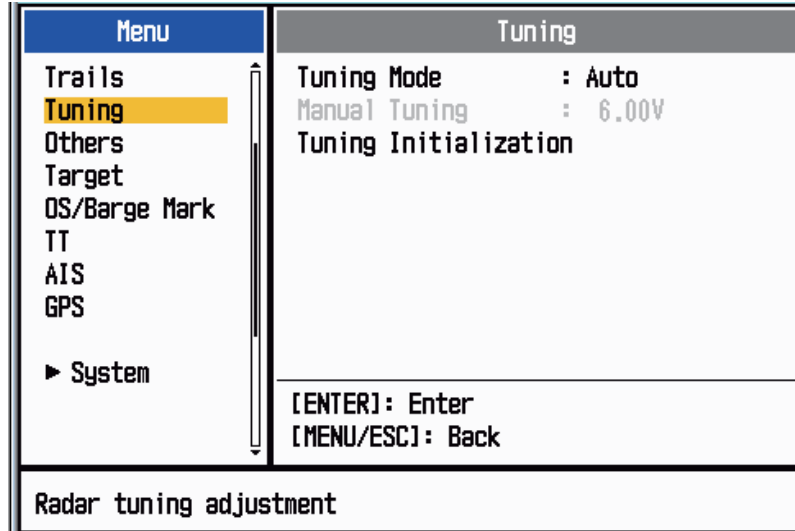 Menu
Trails
Tuning
Others
Target
OS/Barge Mark
TT
AIS
GPS
► System
Tuning
Tuning Mode : Auto
Manual Tuning : 6.00V
Tuning Initialization
[ENTER]: Enter
[MENU/ESC]: Back
Radar tuning adjustment